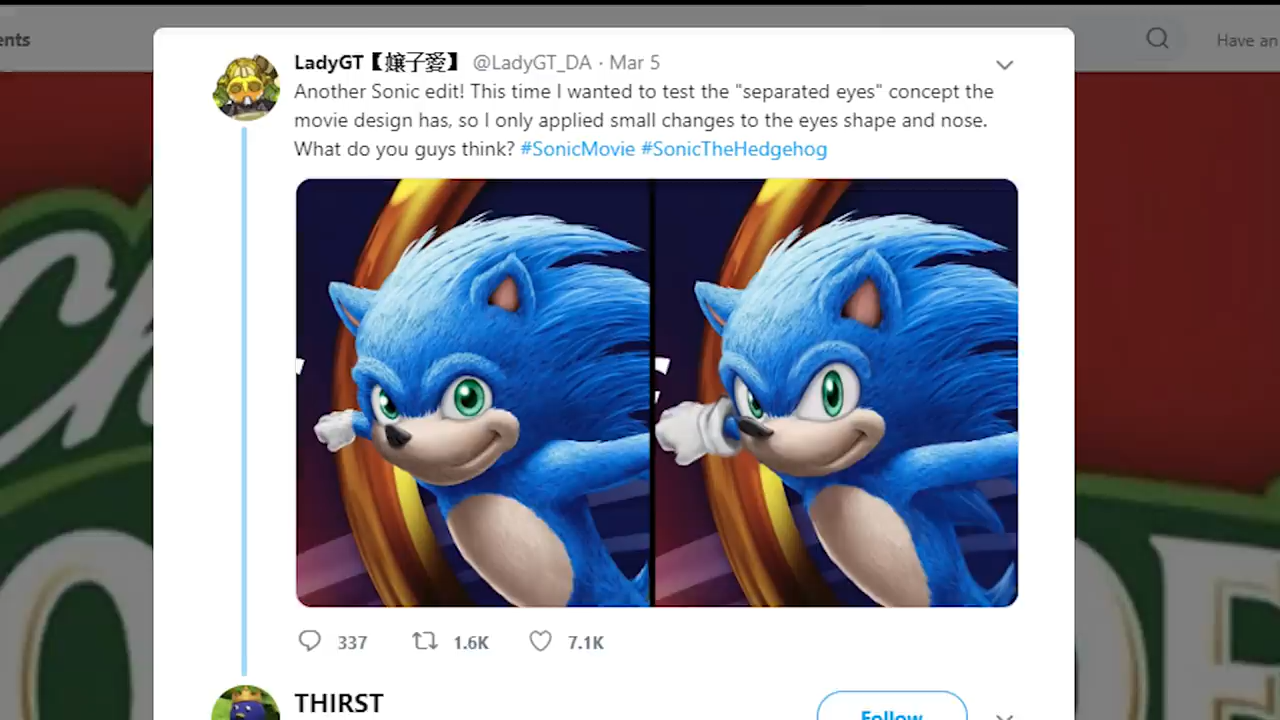 ents
Have an
LadyGT【嬢子愛】 @LadyGT_DA · Mar 5
Another Sonic edit! This time I wanted to test the "separated eyes" concept the
movie design has, so I only applied small changes to the eyes shape and nose.
What do you guys think? #SonicMovie #SonicTheHedgehog
337 1.6K 7.1K
THIRST
Follow